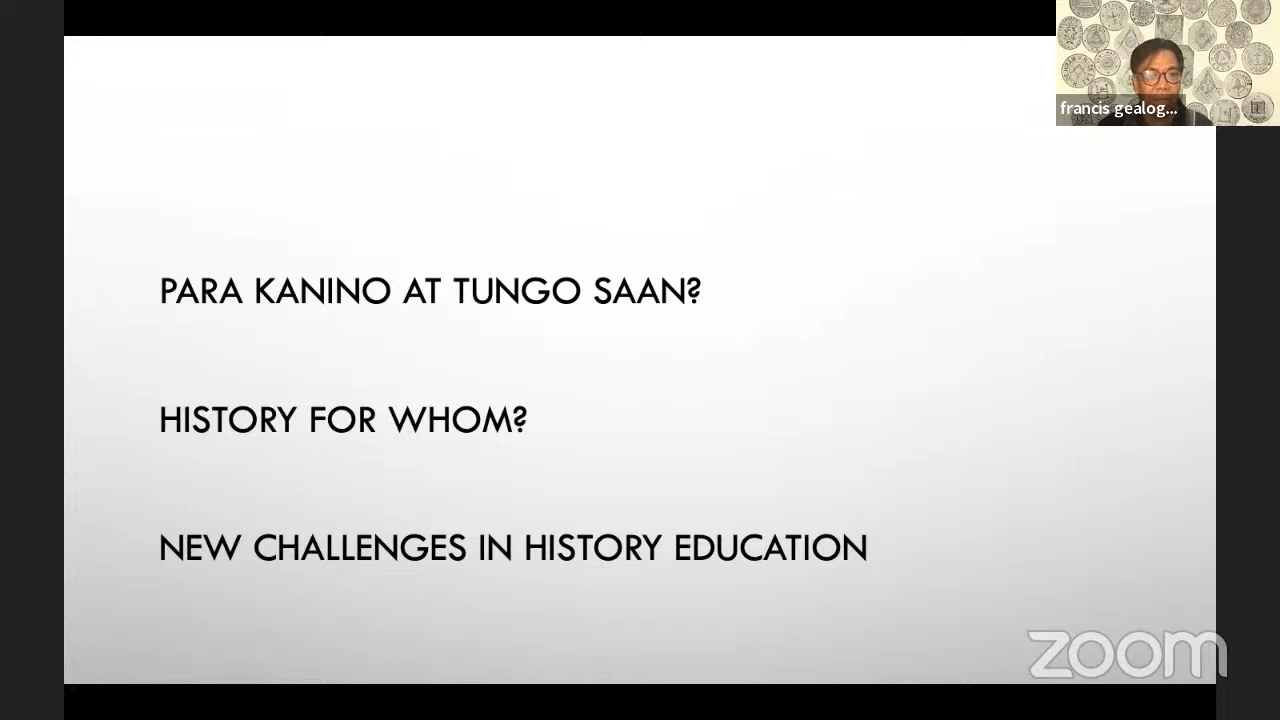 francis gealog...
PARA KANINO AT TUNGO SAAN?
HISTORY FOR WHOM?
NEW CHALLENGES IN HISTORY EDUCATION
zoom